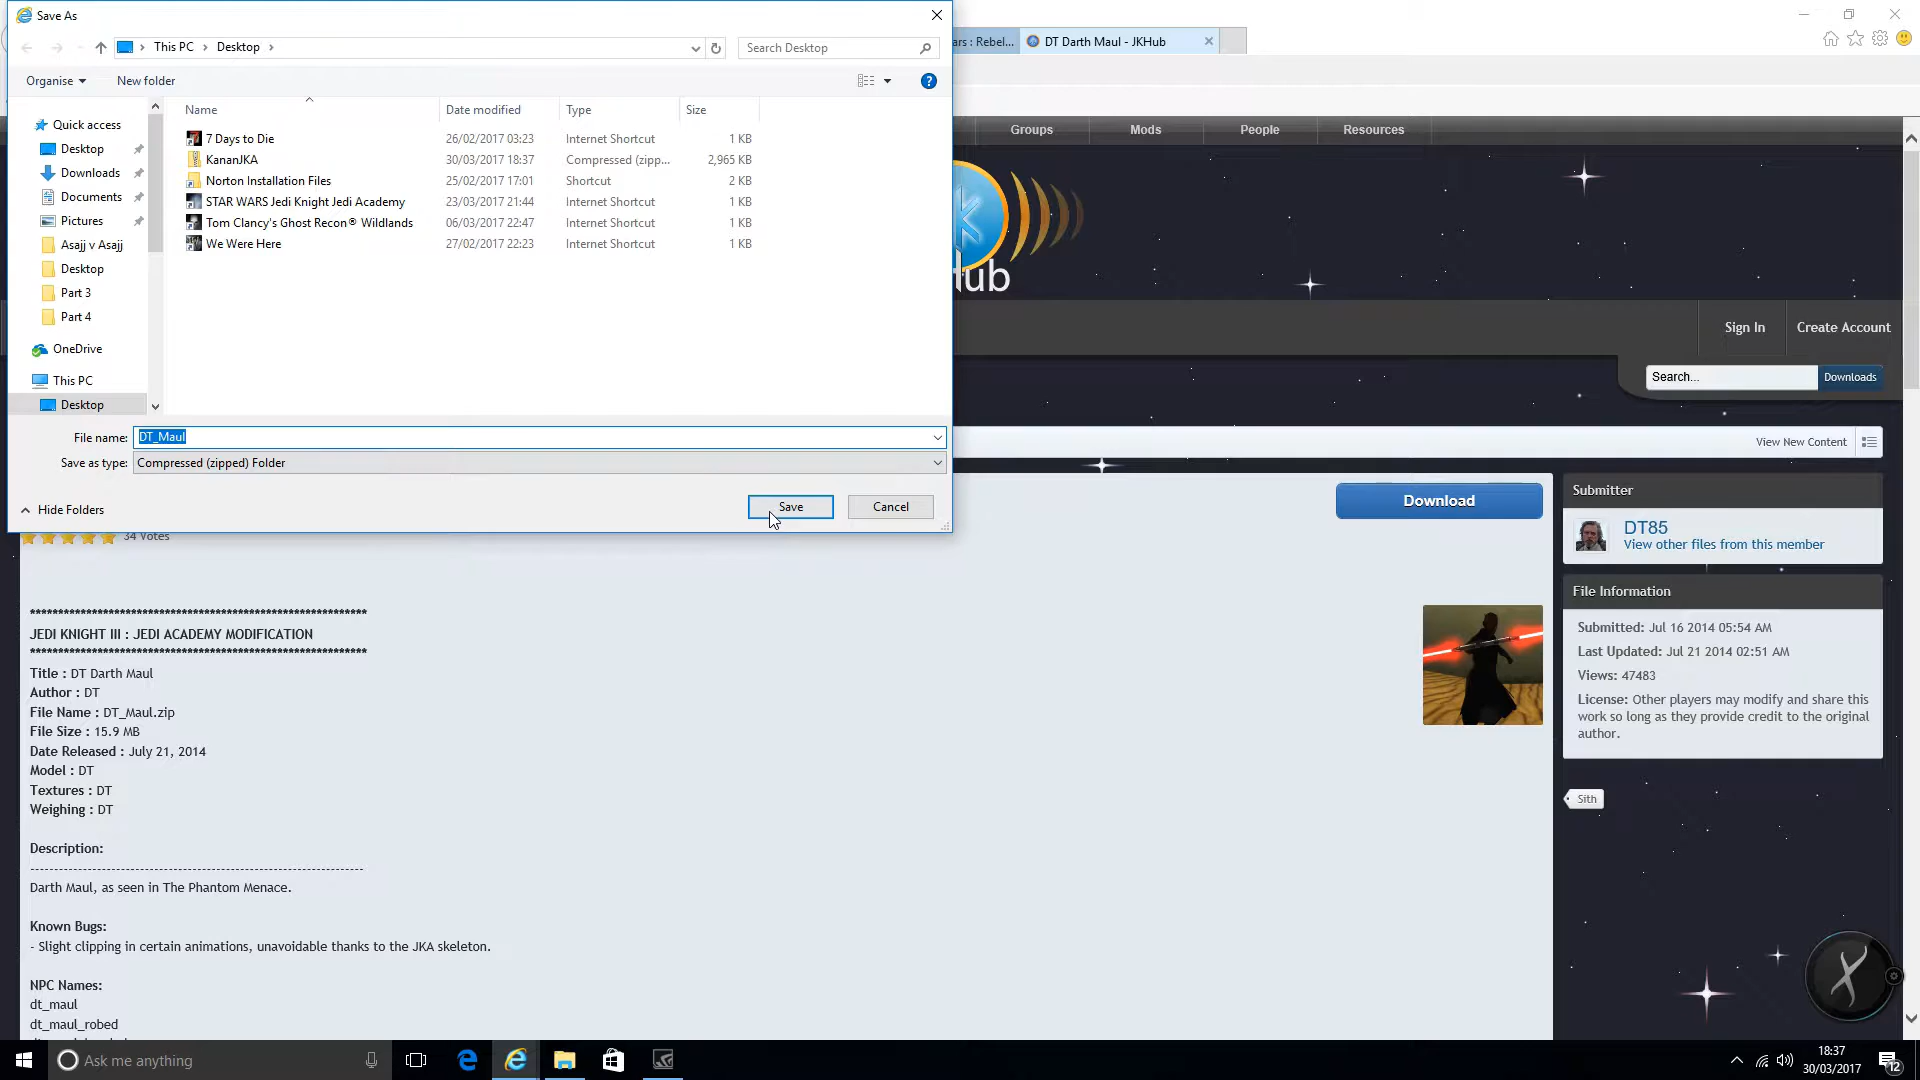 Save As
ars : Rebel...
DT Darth Maul - JKHub
This PC
Desktop
Search Desktop
Organise
New folder
Name
Date modified
Type
Size
Quick access
Desktop
Downloads
Documents
Pictures
Asajj v Asajj
Desktop
Part 3
Part 4
OneDrive
This PC
Desktop
7 Days to Die 26/02/2017 03:23 Internet Shortcut 1 KB
KananJKA 30/03/2017 18:37 Compressed (zipp... 2,965 KB
Norton Installation Files 25/02/2017 17:01 Shortcut 2 KB
STAR WARS Jedi Knight Jedi Academy 23/03/2017 21:44 Internet Shortcut 1 KB
Tom Clancy's Ghost Recon® Wildlands 06/03/2017 22:47 Internet Shortcut 1 KB
We Were Here 27/02/2017 22:23 Internet Shortcut 1 KB
File name: DT_Maul
Save as type: Compressed (zipped) Folder
Hide Folders
Save
Cancel
Groups
Mods
People
Resources
ub
Sign In
Create Account
Search...
Downloads
View New Content
Download
34 Votes
************************************************************
JEDI KNIGHT III : JEDI ACADEMY MODIFICATION
************************************************************
Title : DT Darth Maul
Author : DT
File Name : DT_Maul.zip
File Size : 15.9 MB
Date Released : July 21, 2014
Model : DT
Textures : DT
Weighing : DT
Description:
--------------------------------------------------------------------
Darth Maul, as seen in The Phantom Menace.
Known Bugs:
- Slight clipping in certain animations, unavoidable thanks to the JKA skeleton.
NPC Names:
dt_maul
dt_maul_robed
Submitter
DT85
View other files from this member
File Information
Submitted: Jul 16 2014 05:54 AM
Last Updated: Jul 21 2014 02:51 AM
Views: 47483
License: Other players may modify and share this
work so long as they provide credit to the original
author.
Sith
Ask me anything
18:37
30/03/2017
12